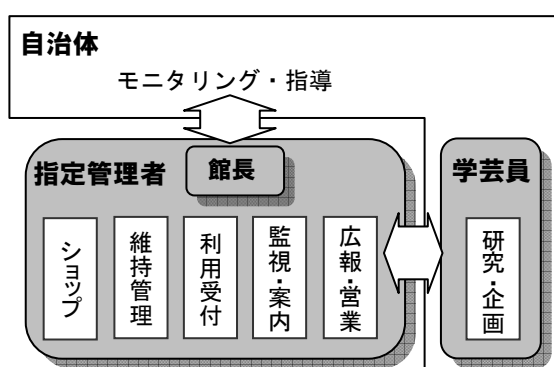 自治体
モニタリング・指導
指定管理者
館長
学芸員
ショップ
維持管理
利用受付
監視・案内
広報・営業
研究・企画